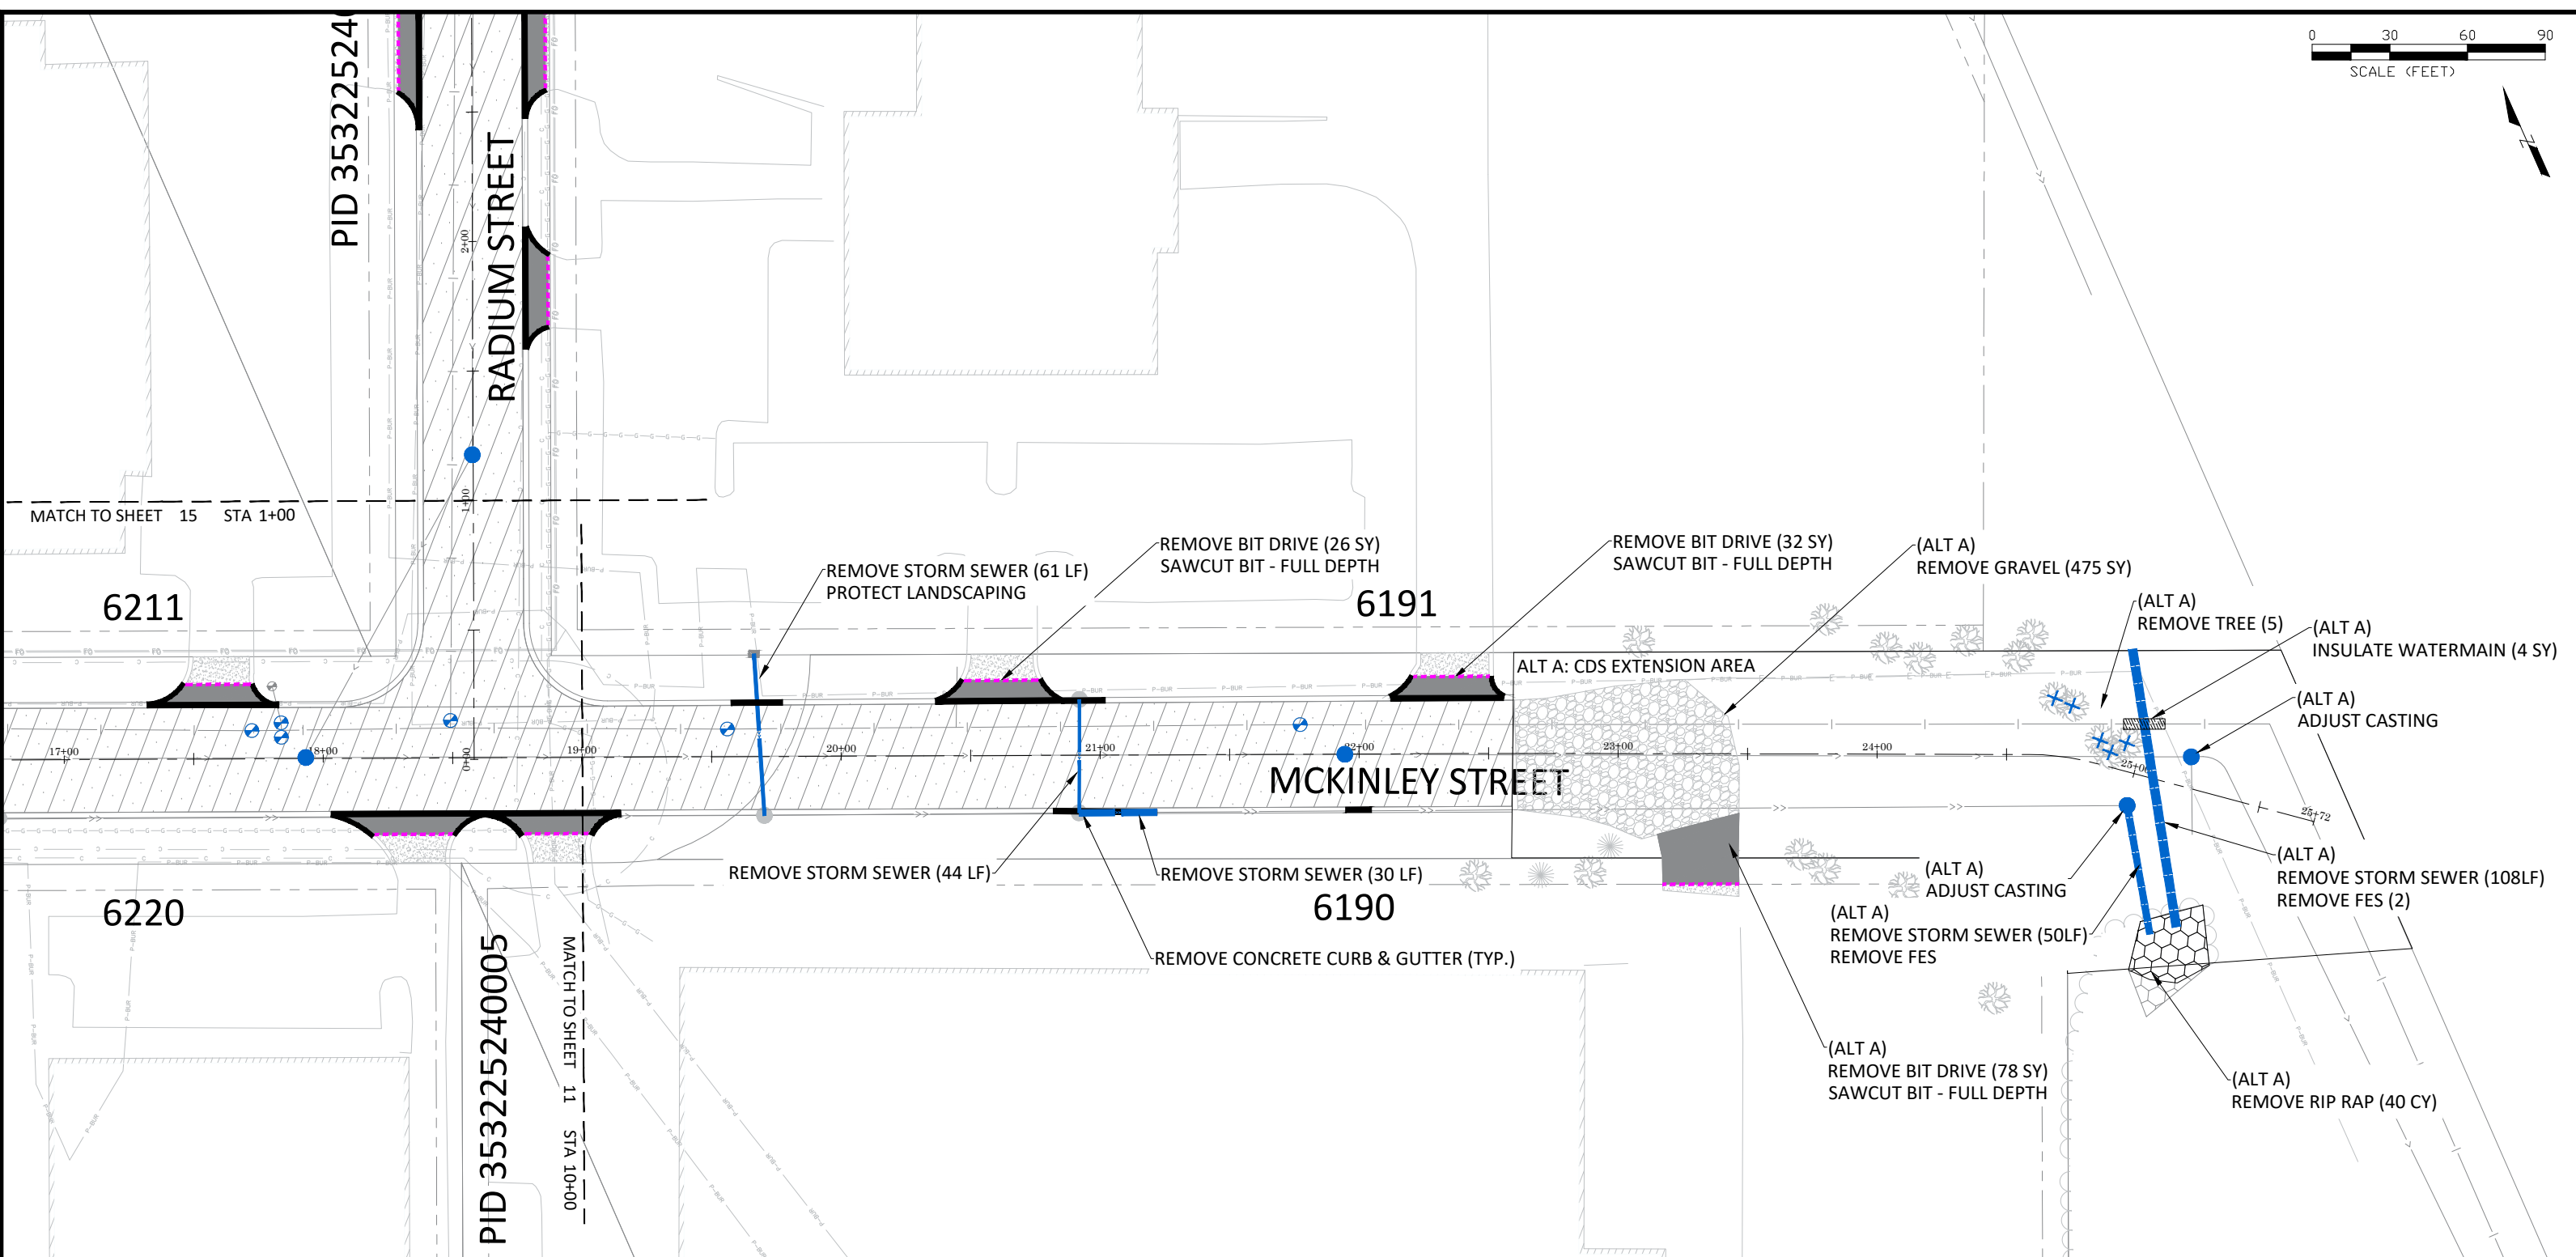 0 30 60 90
SCALE (FEET)
N
PID 353222524
RADIUM STREET
2+00
1+00
0+00
MATCH TO SHEET 15 STA 1+00
REMOVE BIT DRIVE (26 SY)
SAWCUT BIT - FULL DEPTH
REMOVE STORM SEWER (61 LF)
PROTECT LANDSCAPING
REMOVE BIT DRIVE (32 SY)
SAWCUT BIT - FULL DEPTH
(ALT A)
REMOVE GRAVEL (475 SY)
(ALT A)
REMOVE TREE (5)
(ALT A)
INSULATE WATERMAIN (4 SY)
(ALT A)
ADJUST CASTING
6211
6191
ALT A: CDS EXTENSION AREA
17+00 18+00 19+00 20+00 21+00 22+00 23+00 24+00 25+00
25+72
MCKINLEY STREET
REMOVE STORM SEWER (44 LF)
REMOVE STORM SEWER (30 LF)
REMOVE CONCRETE CURB & GUTTER (TYP.)
6220
6190
(ALT A)
ADJUST CASTING
(ALT A)
REMOVE STORM SEWER (50LF)
REMOVE FES
(ALT A)
REMOVE STORM SEWER (108LF)
REMOVE FES (2)
(ALT A)
REMOVE BIT DRIVE (78 SY)
SAWCUT BIT - FULL DEPTH
(ALT A)
REMOVE RIP RAP (40 CY)
PID 3532225240005
MATCH TO SHEET 11 STA 10+00